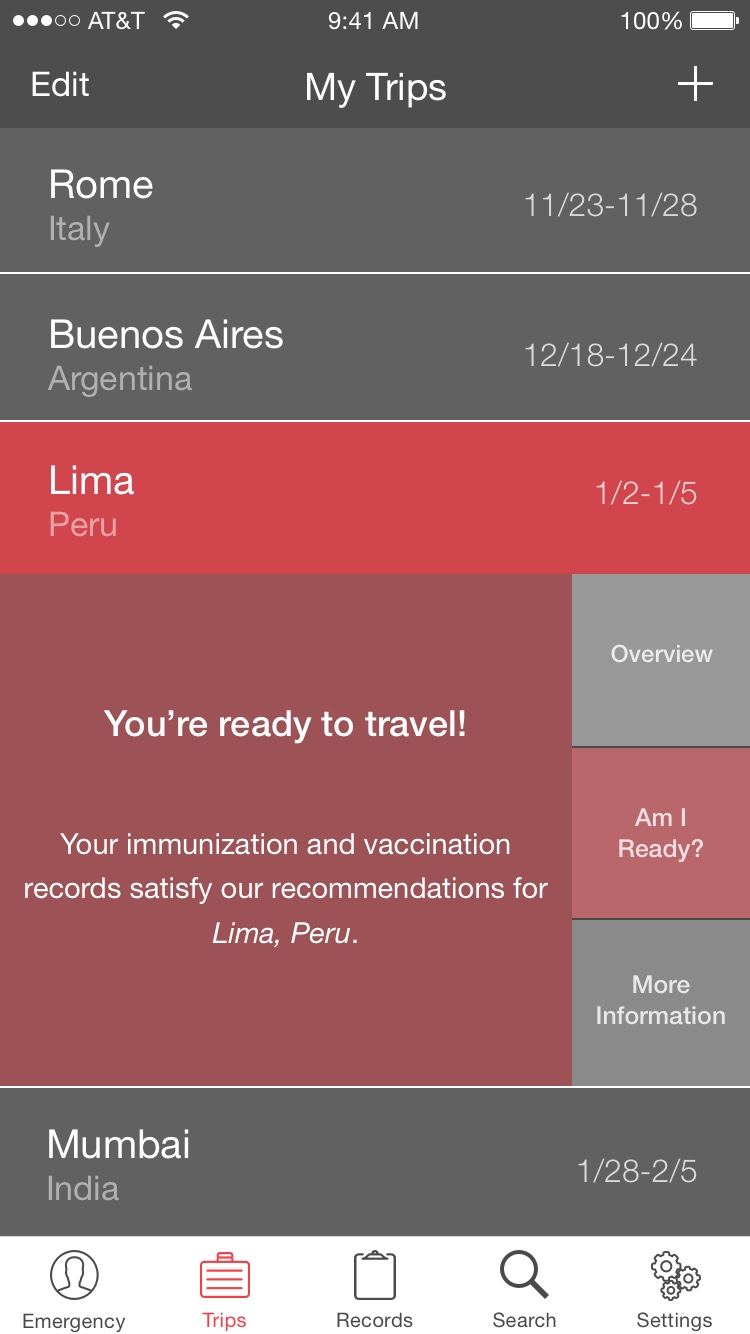 AT&T 9:41 AM 100%
Edit My Trips
Rome
Italy
11/23-11/28
Buenos Aires
Argentina
12/18-12/24
Lima
Peru
1/2-1/5
You’re ready to travel!
Your immunization and vaccination
records satisfy our recommendations for
Lima, Peru.
Overview
Am I
Ready?
More
Information
Mumbai
India
1/28-2/5
Emergency Trips Records Search Settings